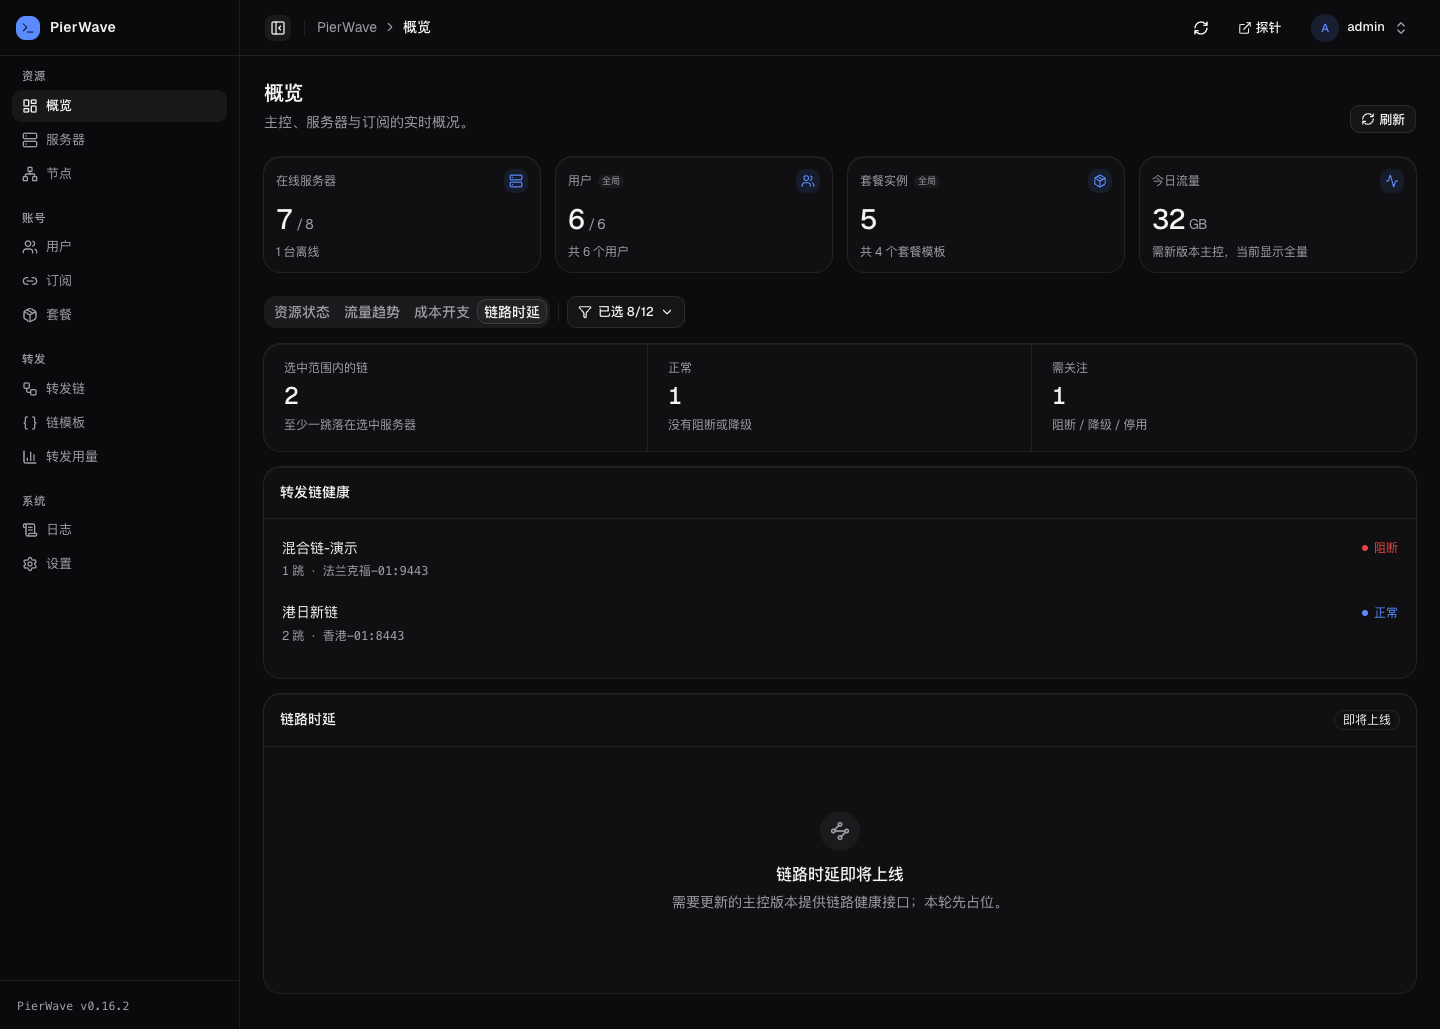 PierWave
PierWave > 概览
探针
A
admin
资源
概览
服务器
节点
账号
用户
订阅
套餐
转发
转发链
链模板
转发用量
系统
日志
设置
PierWave v0.16.2
概览
主控、服务器与订阅的实时概况。
刷新
在线服务器
7 / 8
1 台离线
用户 全局
6 / 6
共 6 个用户
套餐实例 全局
5
共 4 个套餐模板
今日流量
32 GB
需新版本主控，当前显示全量
资源状态 流量趋势 成本开支 链路时延
已选 8/12
选中范围内的链
2
至少一跳落在选中服务器
正常
1
没有阻断或降级
需关注
1
阻断 / 降级 / 停用
转发链健康
混合链-演示
阻断
1 跳 · 法兰克福-01:9443
港日新链
正常
2 跳 · 香港-01:8443
链路时延
即将上线
链路时延即将上线
需要更新的主控版本提供链路健康接口；本轮先占位。